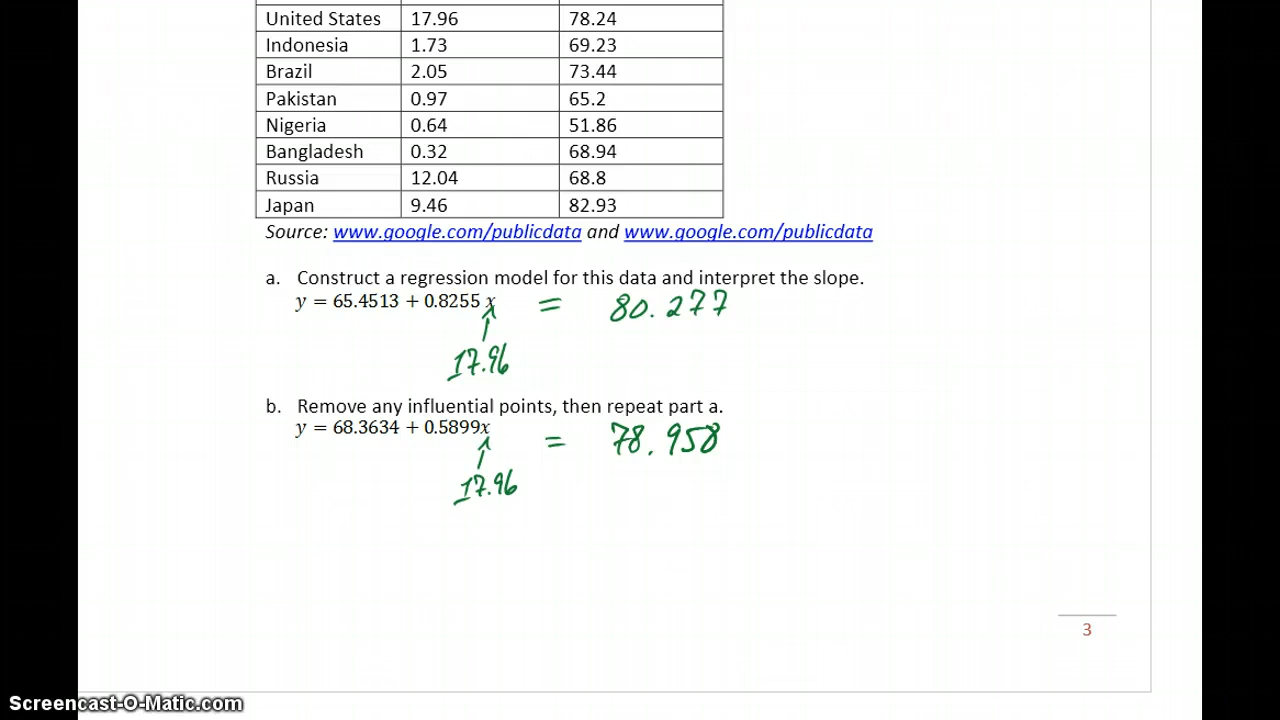 United States 17.96 78.24
Indonesia 1.73 69.23
Brazil 2.05 73.44
Pakistan 0.97 65.2
Nigeria 0.64 51.86
Bangladesh 0.32 68.94
Russia 12.04 68.8
Japan 9.46 82.93
Source: www.google.com/publicdata and www.google.com/publicdata
a. Construct a regression model for this data and interpret the slope.
y = 65.4513 + 0.8255 x = 80.277
17.96
b. Remove any influential points, then repeat part a.
y = 68.3634 + 0.5899x = 78.958
17.96
3
Screencast-O-Matic.com